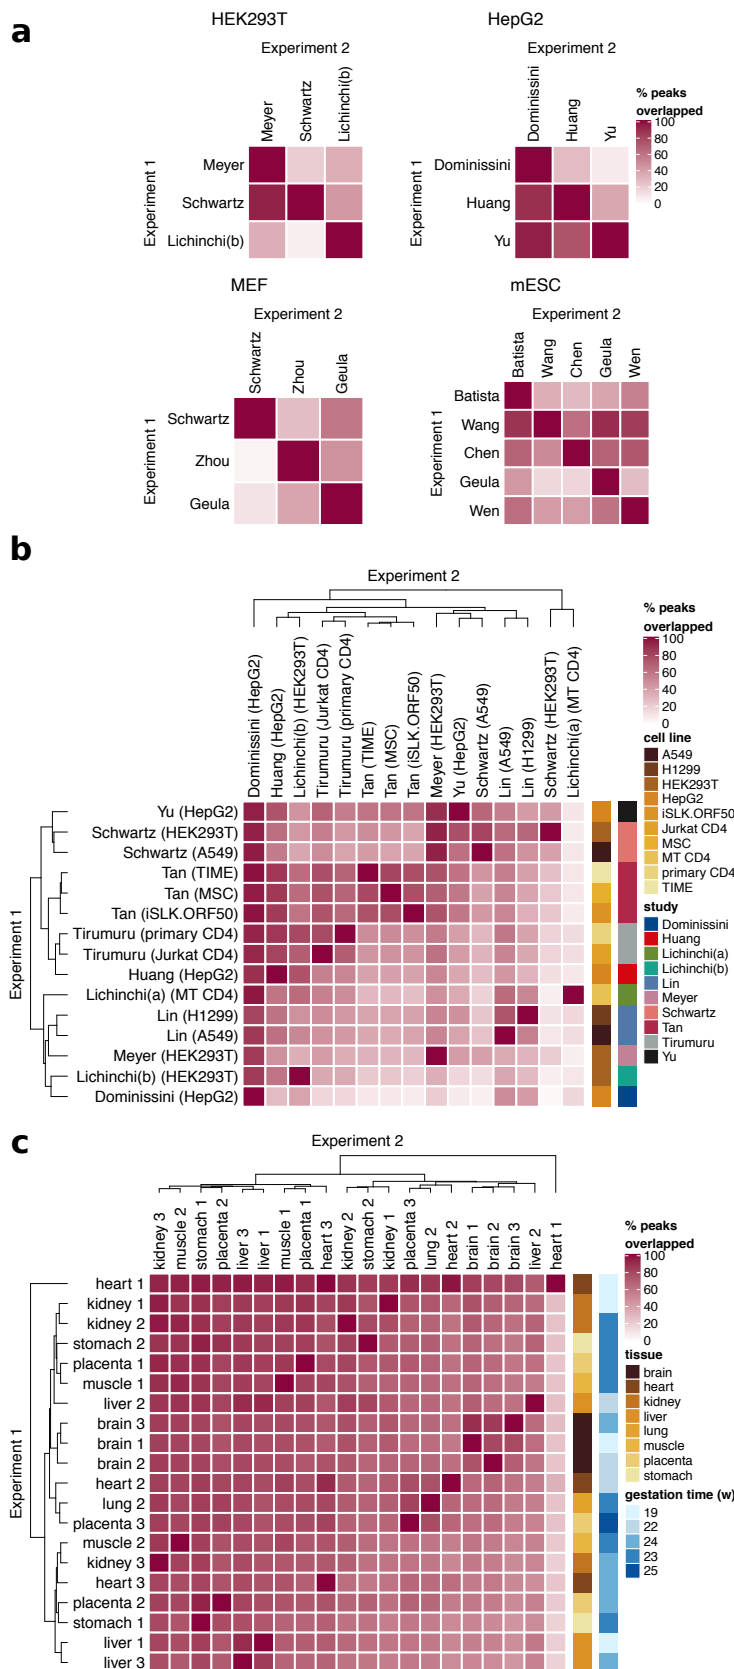 a
HEK293T
Experiment 2
Meyer
Schwartz
Lichinchi(b)
Experiment 1
Meyer
Schwartz
Lichinchi(b)
HepG2
Experiment 2
Dominissini
Huang
Yu
Experiment 1
Dominissini
Huang
Yu
% peaks
overlapped
100
80
60
40
20
0
MEF
Experiment 2
Schwartz
Zhou
Geula
Experiment 1
Schwartz
Zhou
Geula
mESC
Experiment 2
Batista
Wang
Chen
Geula
Wen
Experiment 1
Batista
Wang
Chen
Geula
Wen
b
Experiment 2
Dominissini (HepG2)
Huang (HepG2)
Lichinchi(b) (HEK293T)
Tirumuru (Jurkat CD4)
Tirumuru (primary CD4)
Tan (TIME)
Tan (MSC)
Tan (iSLK.ORF50)
Meyer (HEK293T)
Yu (HepG2)
Schwartz (A549)
Lin (A549)
Lin (H1299)
Schwartz (HEK293T)
Lichinchi(a) (MT CD4)
Experiment 1
Yu (HepG2)
Schwartz (HEK293T)
Schwartz (A549)
Tan (TIME)
Tan (MSC)
Tan (iSLK.ORF50)
Tirumuru (primary CD4)
Tirumuru (Jurkat CD4)
Huang (HepG2)
Lichinchi(a) (MT CD4)
Lin (H1299)
Lin (A549)
Meyer (HEK293T)
Lichinchi(b) (HEK293T)
Dominissini (HepG2)
% peaks
overlapped
100
80
60
40
20
0
cell line
A549
H1299
HEK293T
HepG2
iSLK.ORF50
Jurkat CD4
MSC
MT CD4
primary CD4
TIME
study
Dominissini
Huang
Lichinchi(a)
Lichinchi(b)
Lin
Meyer
Schwartz
Tan
Tirumuru
Yu
c
Experiment 2
kidney 3
muscle 2
stomach 1
placenta 2
liver 3
liver 1
muscle 1
placenta 1
heart 3
kidney 2
stomach 2
kidney 1
placenta 3
lung 2
heart 2
brain 1
brain 2
brain 3
liver 2
heart 1
Experiment 1
heart 1
kidney 1
kidney 2
stomach 2
placenta 1
muscle 1
liver 2
brain 3
brain 1
brain 2
heart 2
lung 2
placenta 3
muscle 2
kidney 3
heart 3
placenta 2
stomach 1
liver 1
liver 3
% peaks
overlapped
100
80
60
40
20
0
tissue
brain
heart
kidney
liver
lung
muscle
placenta
stomach
gestation time (w)
19
22
24
23
25